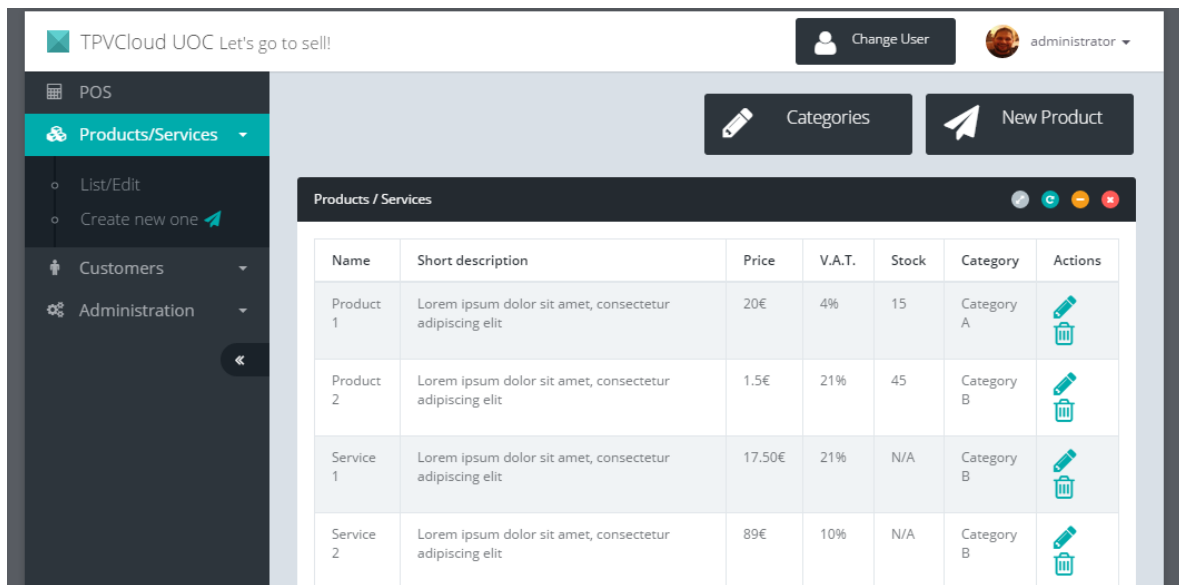 TPVCloud UOC Let's go to sell!
Change User
administrator
POS
Products/Services
List/Edit
Create new one
Customers
Administration
Categories
New Product
Products / Services
Name Short description Price V.A.T. Stock Category Actions
Product Lorem ipsum dolor sit amet, consectetur 20€ 4% 15 Category
1 adipiscing elit A
Product Lorem ipsum dolor sit amet, consectetur 1.5€ 21% 45 Category
2 adipiscing elit B
Service Lorem ipsum dolor sit amet, consectetur 17.50€ 21% N/A Category
1 adipiscing elit B
Service Lorem ipsum dolor sit amet, consectetur 89€ 10% N/A Category
2 adipiscing elit B